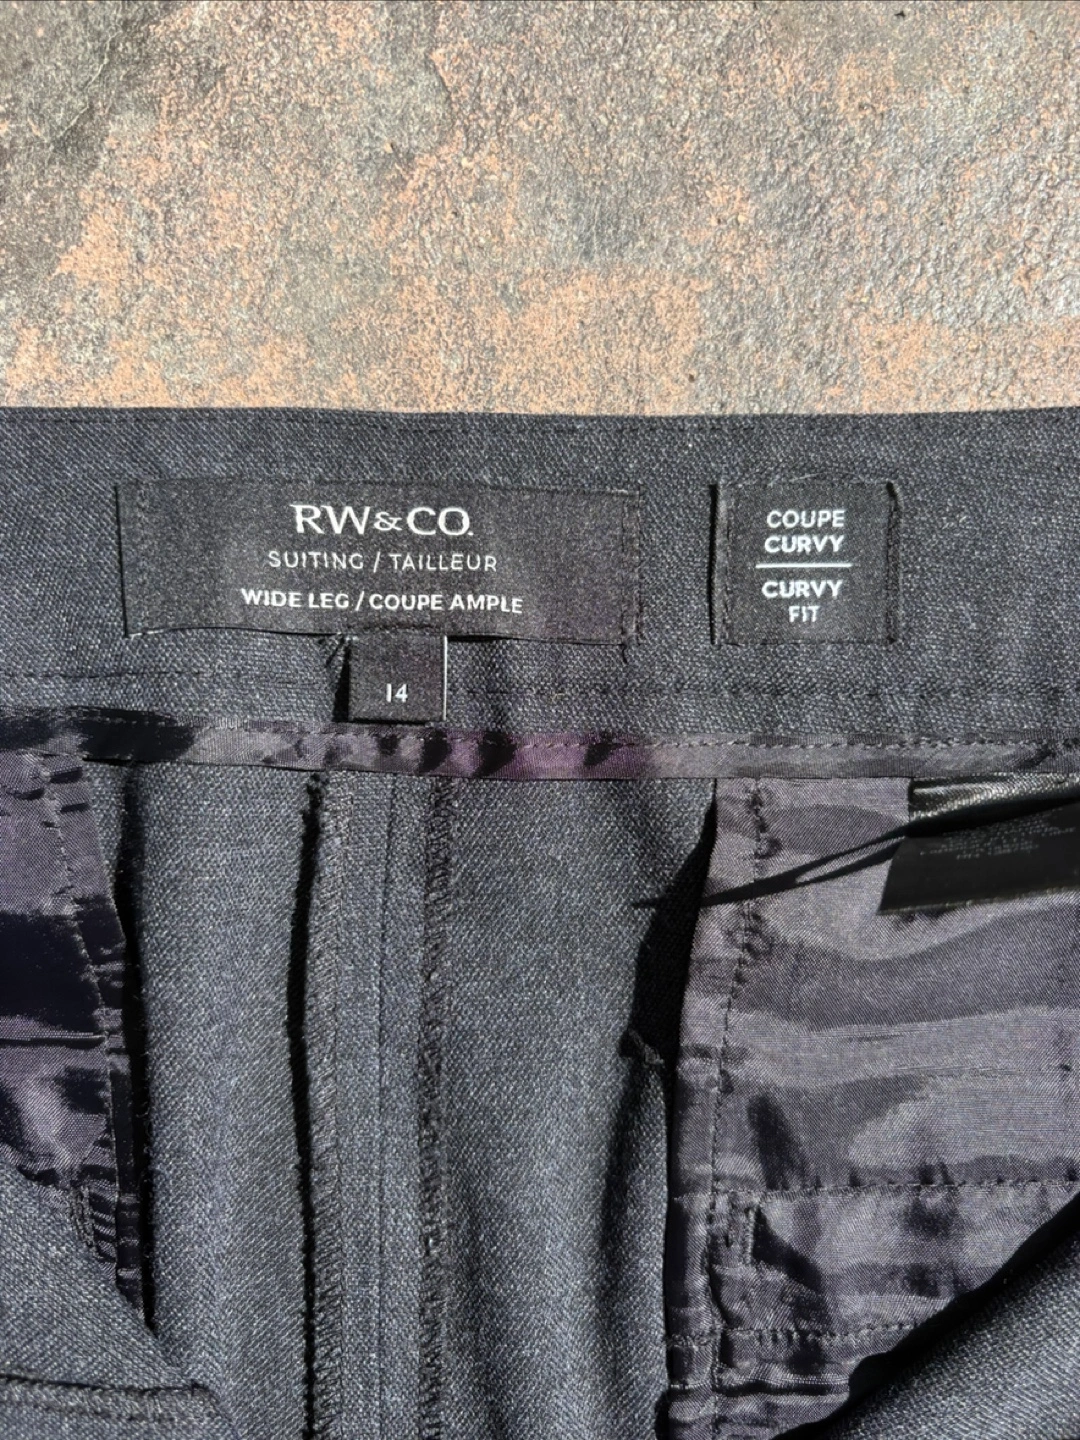 RW&CO.
SUITING / TAILLEUR
WIDE LEG / COUPE AMPLE
14
COUPE
CURVY
CURVY
FIT